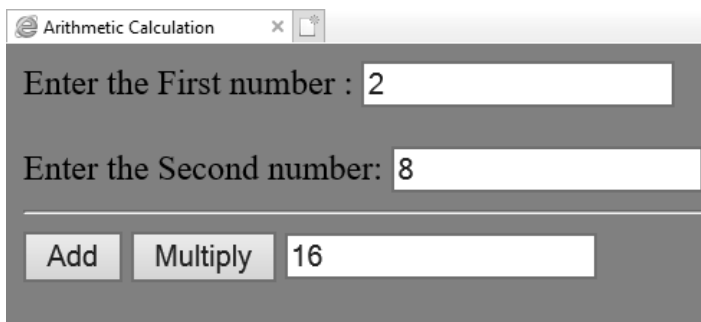 Arithmetic Calculation
Enter the First number : 2
Enter the Second number: 8
Add Multiply 16